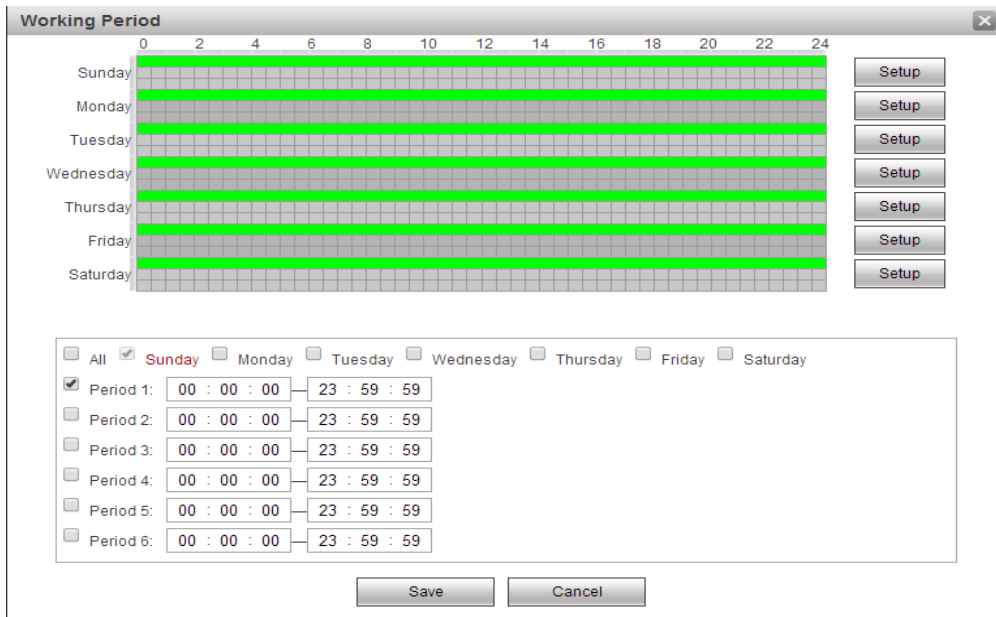 Working Period
0 2 4 6 8 10 12 14 16 18 20 22 24
Sunday Setup
Monday Setup
Tuesday Setup
Wednesday Setup
Thursday Setup
Friday Setup
Saturday Setup
All Sunday Monday Tuesday Wednesday Thursday Friday Saturday
Period 1: 00 : 00 : 00 — 23 : 59 : 59
Period 2: 00 : 00 : 00 — 23 : 59 : 59
Period 3: 00 : 00 : 00 — 23 : 59 : 59
Period 4: 00 : 00 : 00 — 23 : 59 : 59
Period 5: 00 : 00 : 00 — 23 : 59 : 59
Period 6: 00 : 00 : 00 — 23 : 59 : 59
Save Cancel